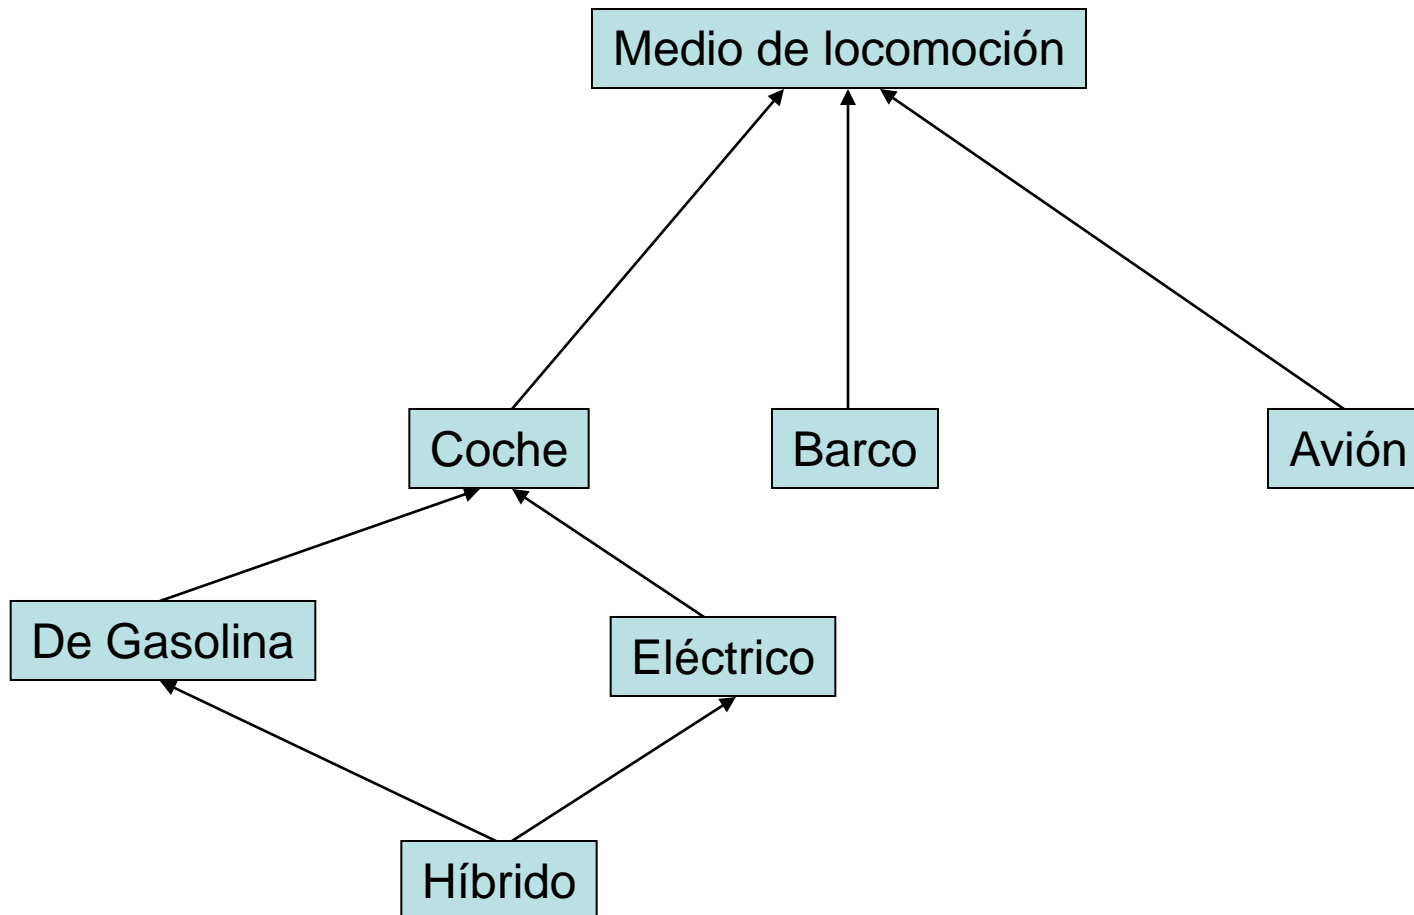 Medio de locomoción
Coche
Barco
Avión
De Gasolina
Eléctrico
Híbrido